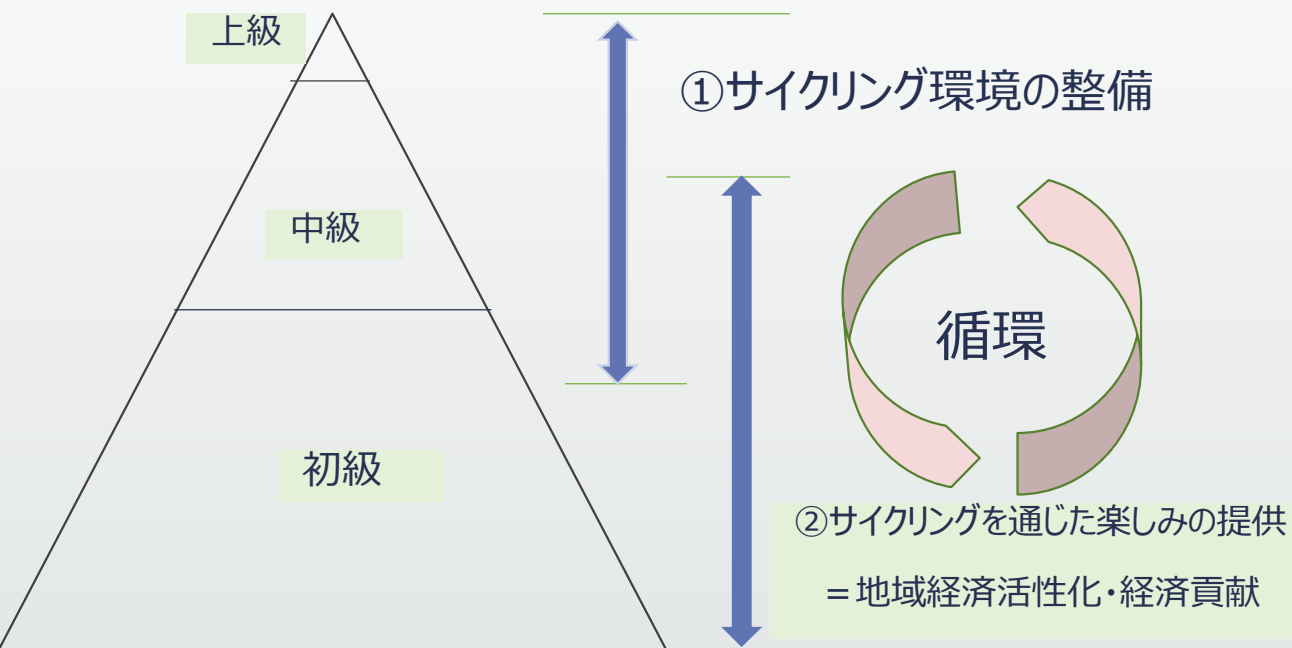 上級
①サイクリング環境の整備
中級
循環
初級
②サイクリングを通じた楽しみの提供
＝地域経済活性化・経済貢献